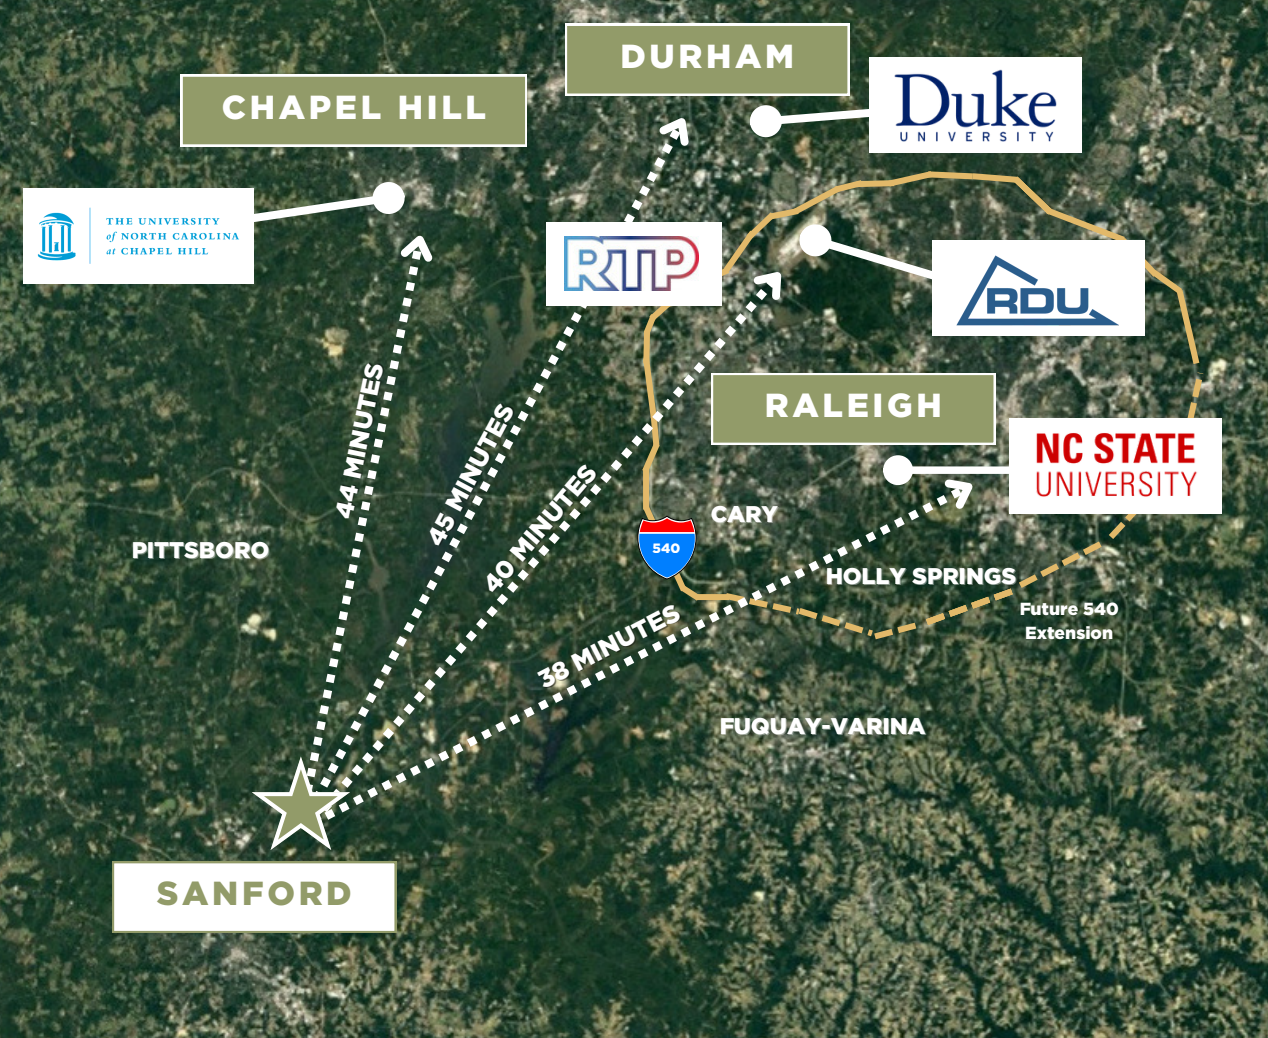 DURHAM
Duke
UNIVERSITY
CHAPEL HILL
THE UNIVERSITY
of NORTH CAROLINA
at CHAPEL HILL
RTP
RDU
RALEIGH
NC STATE
UNIVERSITY
44 MINUTES
45 MINUTES
40 MINUTES
38 MINUTES
CARY
540
PITTSBORO
HOLLY SPRINGS
Future 540
Extension
FUQUAY-VARINA
SANFORD